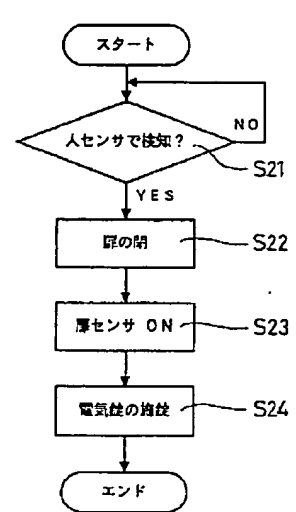 スタート
人センサで検知?
NO
S21
YES
扉の閉
S22
扉センサ ON
S23
電気錠の施錠
S24
エンド